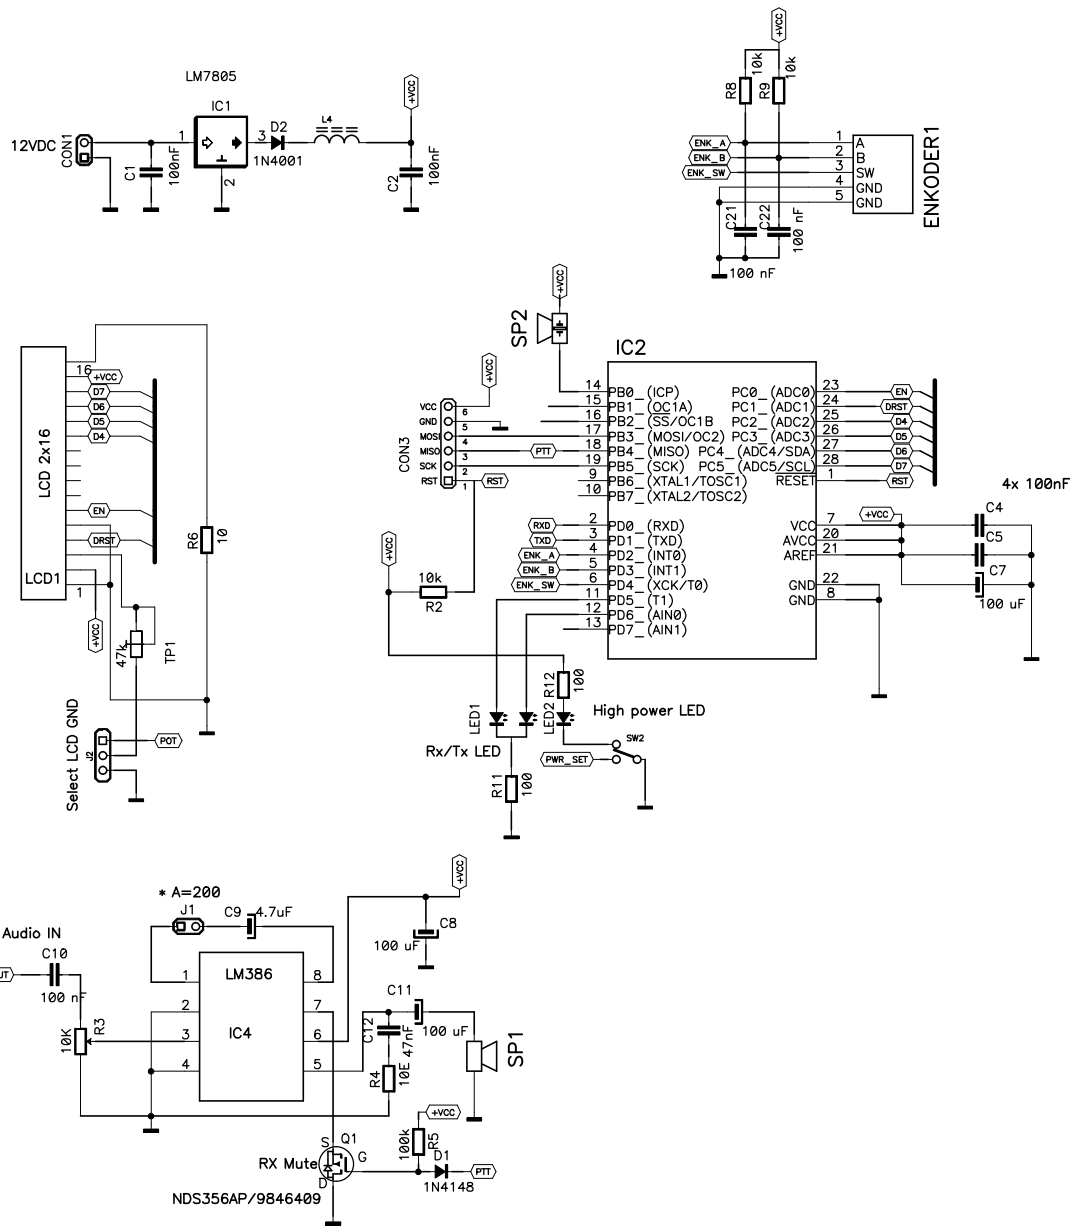 LM7805
IC1
12VDC
CON1
1
3
2
D2
1N4001
L4
+VCC
C1
100nF
C2
100nF
+VCC
R8
10k
R9
10k
ENK_A
ENK_B
ENK_SW
1
2
3
4
5
A
B
SW
GND
GND
ENKODER1
C21
C22
100 nF
100 nF
+VCC
SP2
IC2
LCD 2x16
LCD1
16
1
+VCC
D7
D6
D5
D4
EN
DRST
R6
10
+VCC
47k
TP1
Select LCD GND
J2
POT
+VCC
CON3
VCC
GND
MOSI
MISO
SCK
RST
6
5
4
3
2
1
PTT
RST
+VCC
10k
R2
14 PB0_(ICP)
15 PB1_(OC1A)
16 PB2_(SS/OC1B
17 PB3_(MOSI/OC2)
18 PB4_(MISO)
19 PB5_(SCK)
9 PB6_(XTAL1/TOSC1)
10 PB7_(XTAL2/TOSC2)
RXD 2 PD0_(RXD)
TXD 3 PD1_(TXD)
ENK_A 4 PD2_(INT0)
ENK_B 5 PD3_(INT1)
ENK_SW 6 PD4_(XCK/T0)
11 PD5_(T1)
12 PD6_(AIN0)
13 PD7_(AIN1)
PC0_(ADC0) 23 EN
PC1_(ADC1) 24 DRST
PC2_(ADC2) 25 D4
PC3_(ADC3) 26 D5
PC4_(ADC4/SDA) 27 D6
PC5_(ADC5/SCL) 28 D7
RESET 1 RST
VCC 7
AVCC 20
AREF 21
GND 22
GND 8
+VCC
4x 100nF
C4
C5
C7
100 uF
R12
100
LED1
LED2
High power LED
Rx/Tx LED
SW2
PWR_SET
R11
100
* A=200
J1
C9
4.7uF
+VCC
C8
100 uF
Audio IN
C10
UT
100 nF
10K
R3
LM386
IC4
1
2
3
4
8
7
6
5
C11
100 uF
C12
47nF
R4
10E
SP1
+VCC
100k
R5
S
Q1
G
D
RX Mute
D1
1N4148
PTT
NDS356AP/9846409